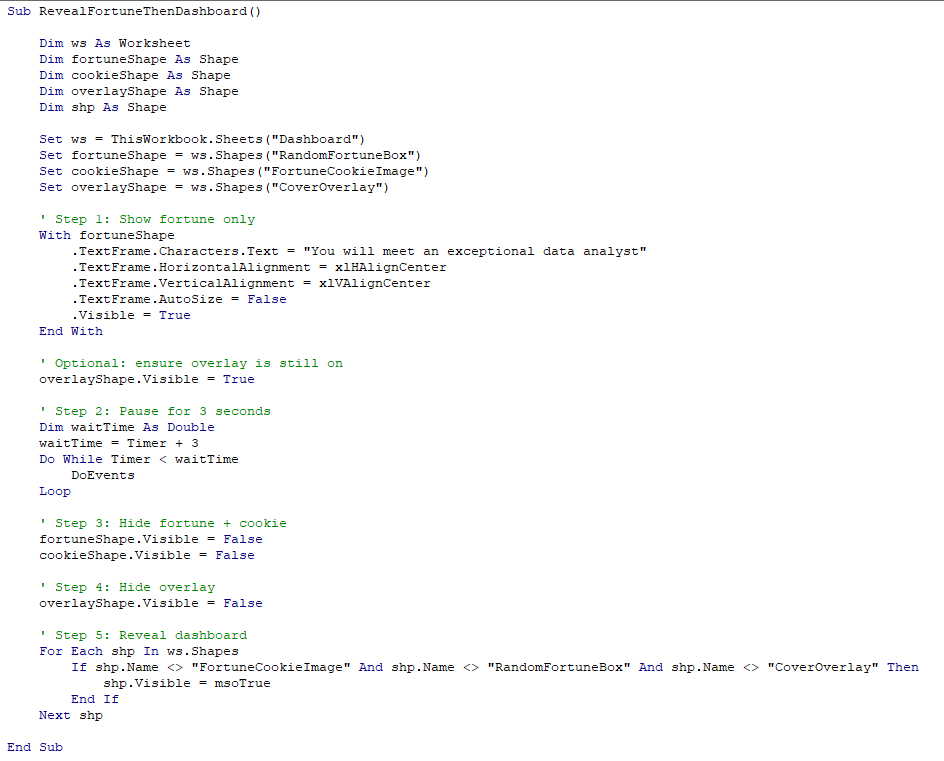 Sub RevealFortuneThenDashboard()
Dim ws As Worksheet
Dim fortuneShape As Shape
Dim cookieShape As Shape
Dim overlayShape As Shape
Dim shp As Shape
Set ws = ThisWorkbook.Sheets("Dashboard")
Set fortuneShape = ws.Shapes("RandomFortuneBox")
Set cookieShape = ws.Shapes("FortuneCookieImage")
Set overlayShape = ws.Shapes("CoverOverlay")
' Step 1: Show fortune only
With fortuneShape
.TextFrame.Characters.Text = "You will meet an exceptional data analyst"
.TextFrame.HorizontalAlignment = xlHAlignCenter
.TextFrame.VerticalAlignment = xlVAlignCenter
.TextFrame.AutoSize = False
.Visible = True
End With
' Optional: ensure overlay is still on
overlayShape.Visible = True
' Step 2: Pause for 3 seconds
Dim waitTime As Double
waitTime = Timer + 3
Do While Timer < waitTime
DoEvents
Loop
' Step 3: Hide fortune + cookie
fortuneShape.Visible = False
cookieShape.Visible = False
' Step 4: Hide overlay
overlayShape.Visible = False
' Step 5: Reveal dashboard
For Each shp In ws.Shapes
If shp.Name <> "FortuneCookieImage" And shp.Name <> "RandomFortuneBox" And shp.Name <> "CoverOverlay" Then
shp.Visible = msoTrue
End If
Next shp
End Sub